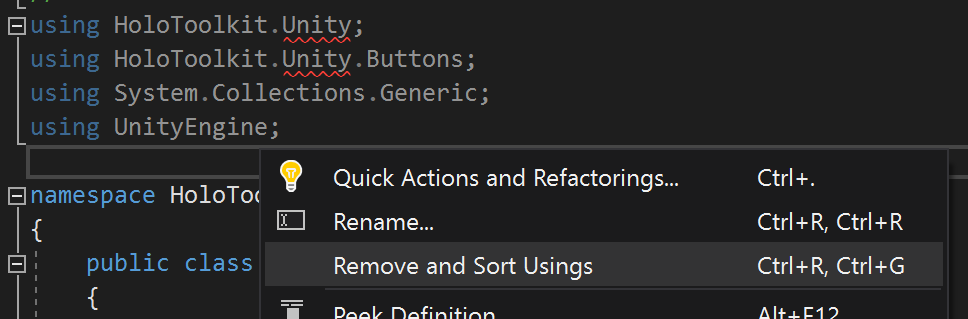 using HoloToolkit.Unity;
using HoloToolkit.Unity.Buttons;
using System.Collections.Generic;
using UnityEngine;
Quick Actions and Refactorings... Ctrl+.
namespace HoloToo
Rename... Ctrl+R, Ctrl+R
{
public class
Remove and Sort Usings Ctrl+R, Ctrl+G
{
Peek Definition Alt+F12